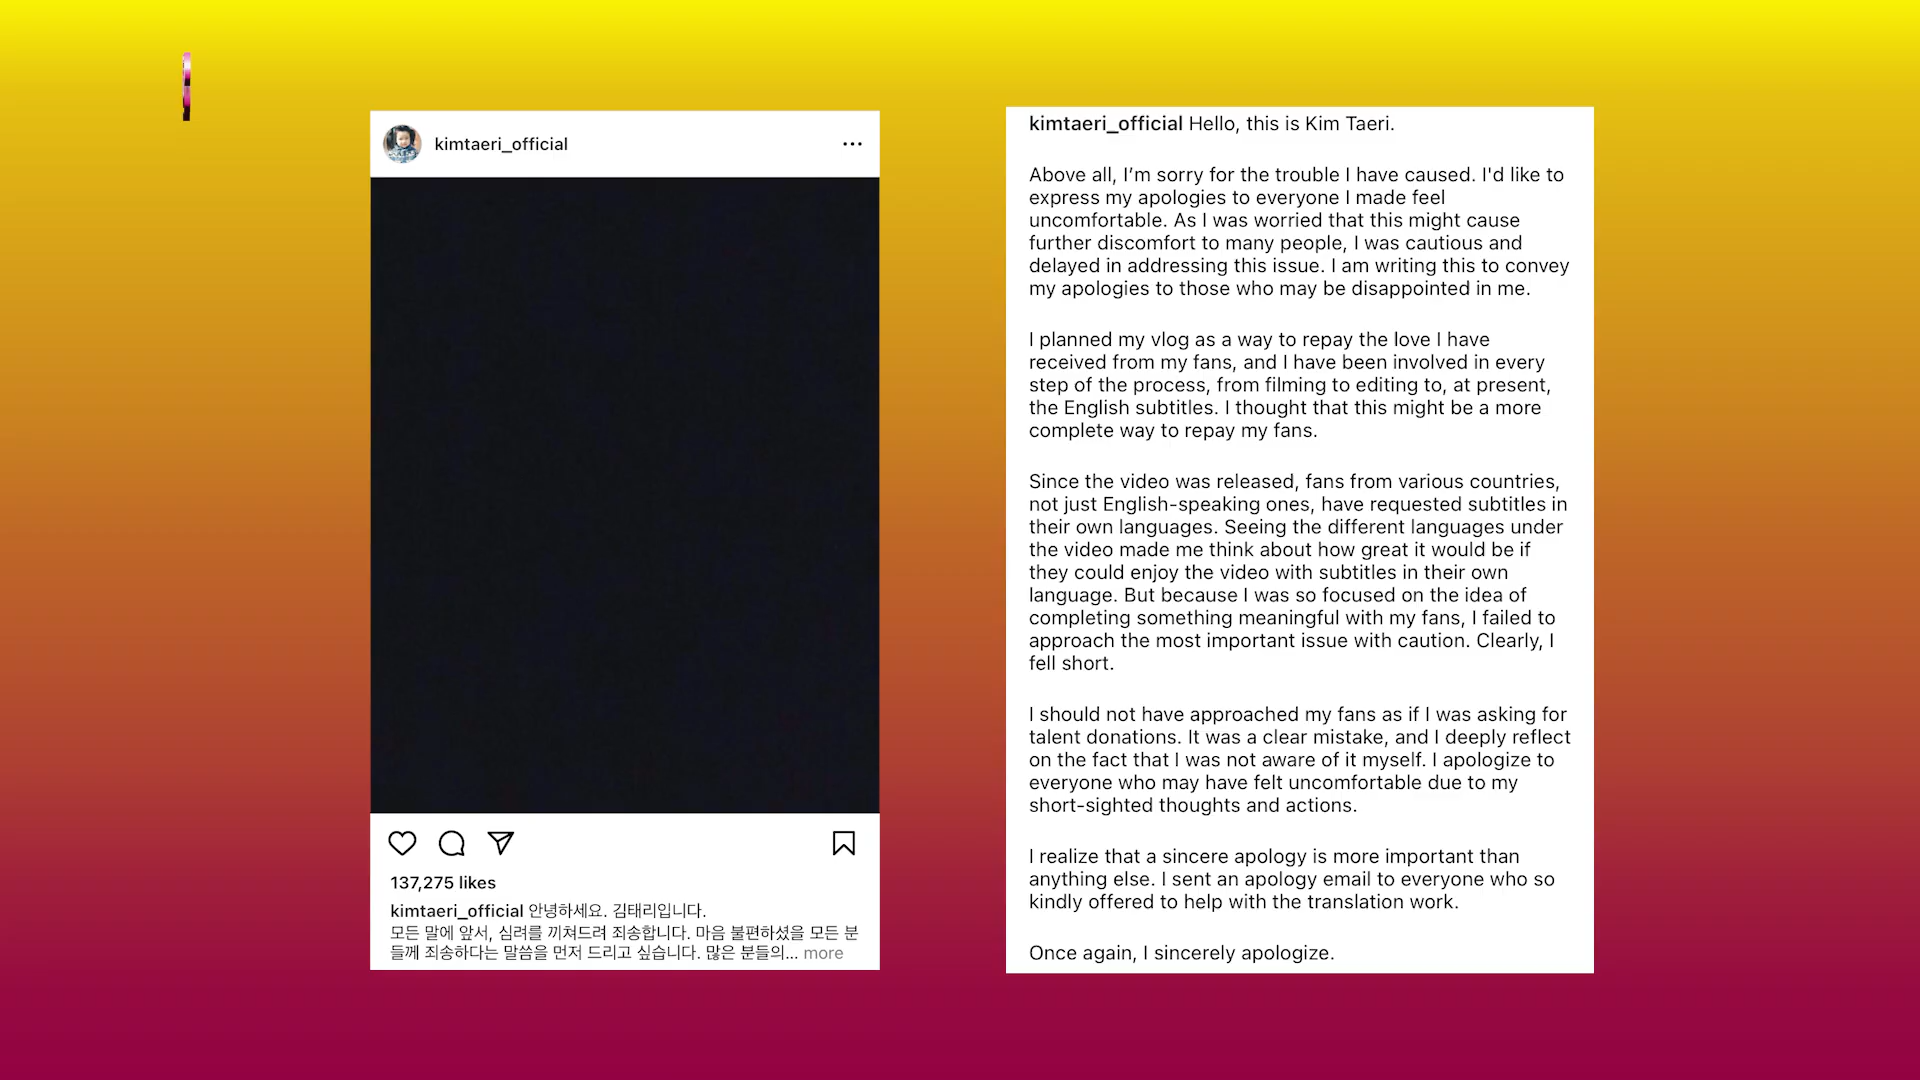 kimtaeri_official
137,275 likes
kimtaeri_official 안녕하세요. 김태리입니다.
모든 말에 앞서, 심려를 끼쳐드려 죄송합니다. 마음 불편하셨을 모든 분
들께 죄송하다는 말씀을 먼저 드리고 싶습니다. 많은 분들의... more
kimtaeri_official Hello, this is Kim Taeri.
Above all, I’m sorry for the trouble I have caused. I'd like to
express my apologies to everyone I made feel
uncomfortable. As I was worried that this might cause
further discomfort to many people, I was cautious and
delayed in addressing this issue. I am writing this to convey
my apologies to those who may be disappointed in me.
I planned my vlog as a way to repay the love I have
received from my fans, and I have been involved in every
step of the process, from filming to editing to, at present,
the English subtitles. I thought that this might be a more
complete way to repay my fans.
Since the video was released, fans from various countries,
not just English-speaking ones, have requested subtitles in
their own languages. Seeing the different languages under
the video made me think about how great it would be if
they could enjoy the video with subtitles in their own
language. But because I was so focused on the idea of
completing something meaningful with my fans, I failed to
approach the most important issue with caution. Clearly, I
fell short.
I should not have approached my fans as if I was asking for
talent donations. It was a clear mistake, and I deeply reflect
on the fact that I was not aware of it myself. I apologize to
everyone who may have felt uncomfortable due to my
short-sighted thoughts and actions.
I realize that a sincere apology is more important than
anything else. I sent an apology email to everyone who so
kindly offered to help with the translation work.
Once again, I sincerely apologize.